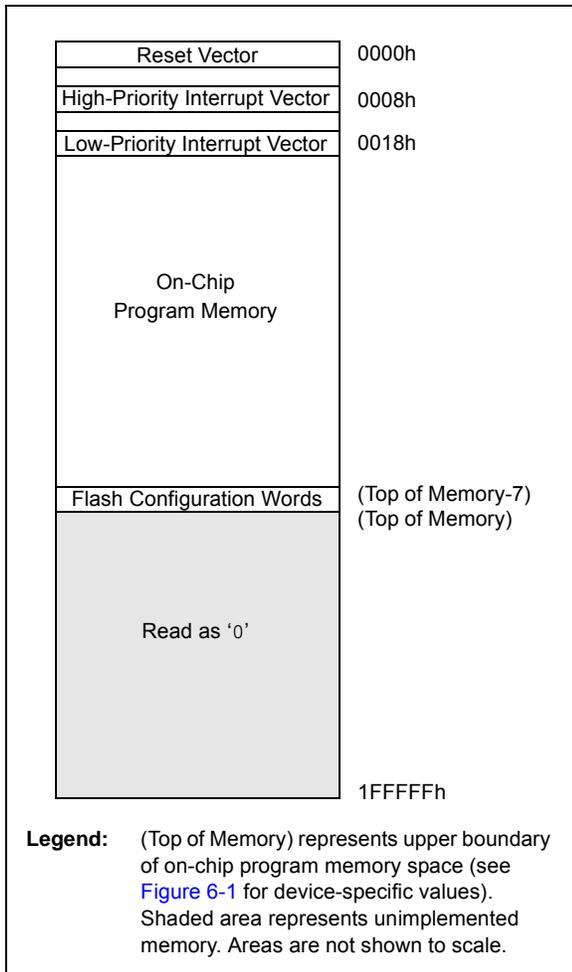 Reset Vector 0000h
High-Priority Interrupt Vector 0008h
Low-Priority Interrupt Vector 0018h
On-Chip
Program Memory
Flash Configuration Words (Top of Memory-7)
(Top of Memory)
Read as ‘0’
1FFFFFh
Legend: (Top of Memory) represents upper boundary
of on-chip program memory space (see
Figure 6-1 for device-specific values).
Shaded area represents unimplemented
memory. Areas are not shown to scale.